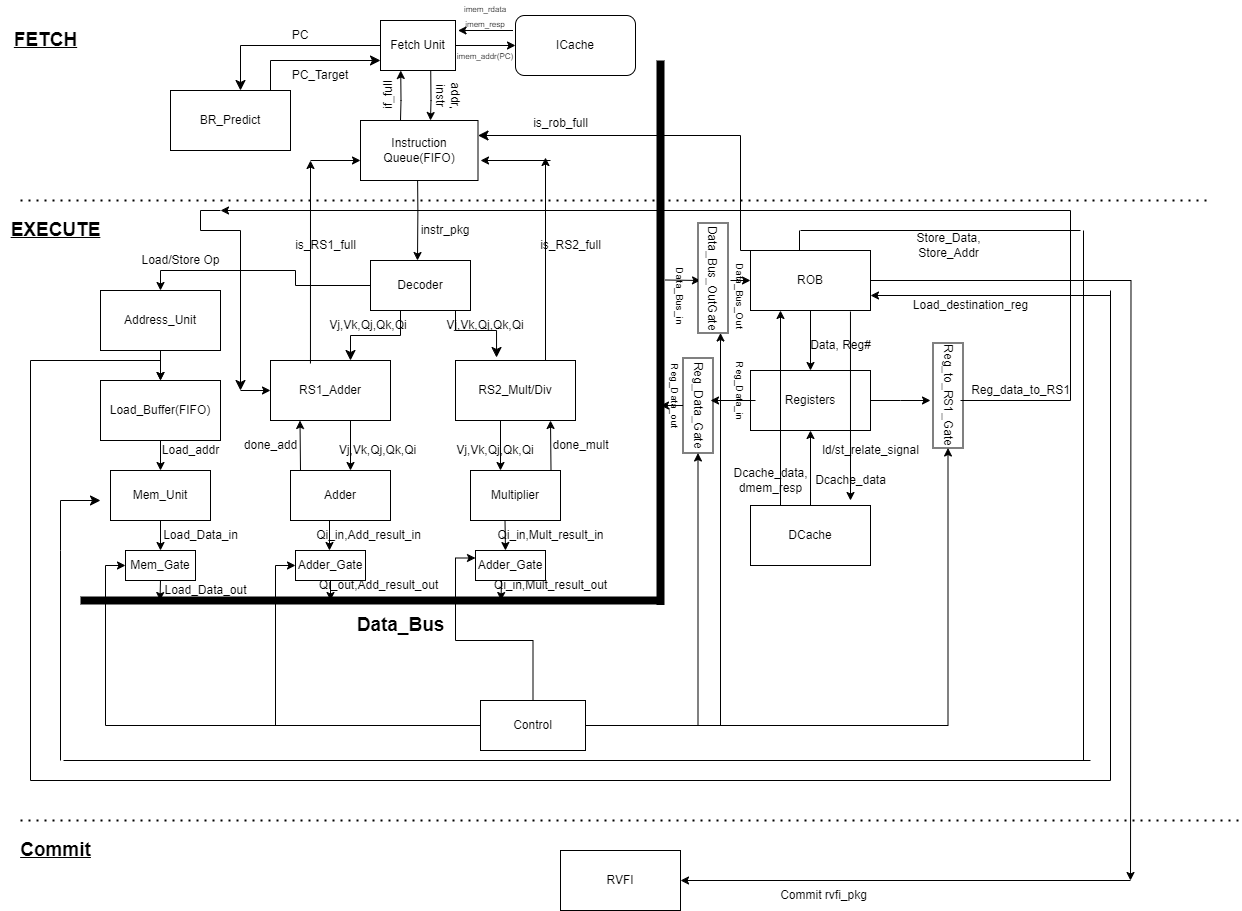 imem_rdata
imem_resp
FETCH
PC
Fetch Unit
ICache
imem_addr(PC)
PC_Target
if_full
addr,
instr
BR_Predict
is_rob_full
Instruction
Queue(FIFO)
EXECUTE
instr_pkg
is_RS1_full
is_RS2_full
Store_Data,
Store_Addr
Load/Store Op
Data_Bus_in
Data_Bus_OutGate
Data_Bus_Out
ROB
Decoder
Load_destination_reg
Address_Unit
Vj,Vk,Qj,Qk,Qi
Vj,Vk,Qj,Qk,Qi
Data, Reg#
RS1_Adder
RS2_Mult/Div
Reg_Data_out
Reg_Data_Gate
Reg_Data_in
Registers
Reg_to_RS1_Gate
Reg_data_to_RS1
Load_Buffer(FIFO)
Load_addr
done_add
Vj,Vk,Qj,Qk,Qi
Vj,Vk,Qj,Qk,Qi
done_mult
ld/st_relate_signal
Dcache_data,
dmem_resp
Dcache_data
Mem_Unit
Adder
Multiplier
Load_Data_in
Qi_in,Add_result_in
Qi_in,Mult_result_in
DCache
Mem_Gate
Adder_Gate
Adder_Gate
Load_Data_out
Qi_out,Add_result_out
Qi_in,Mult_result_out
Data_Bus
Control
Commit
RVFI
Commit rvfi_pkg